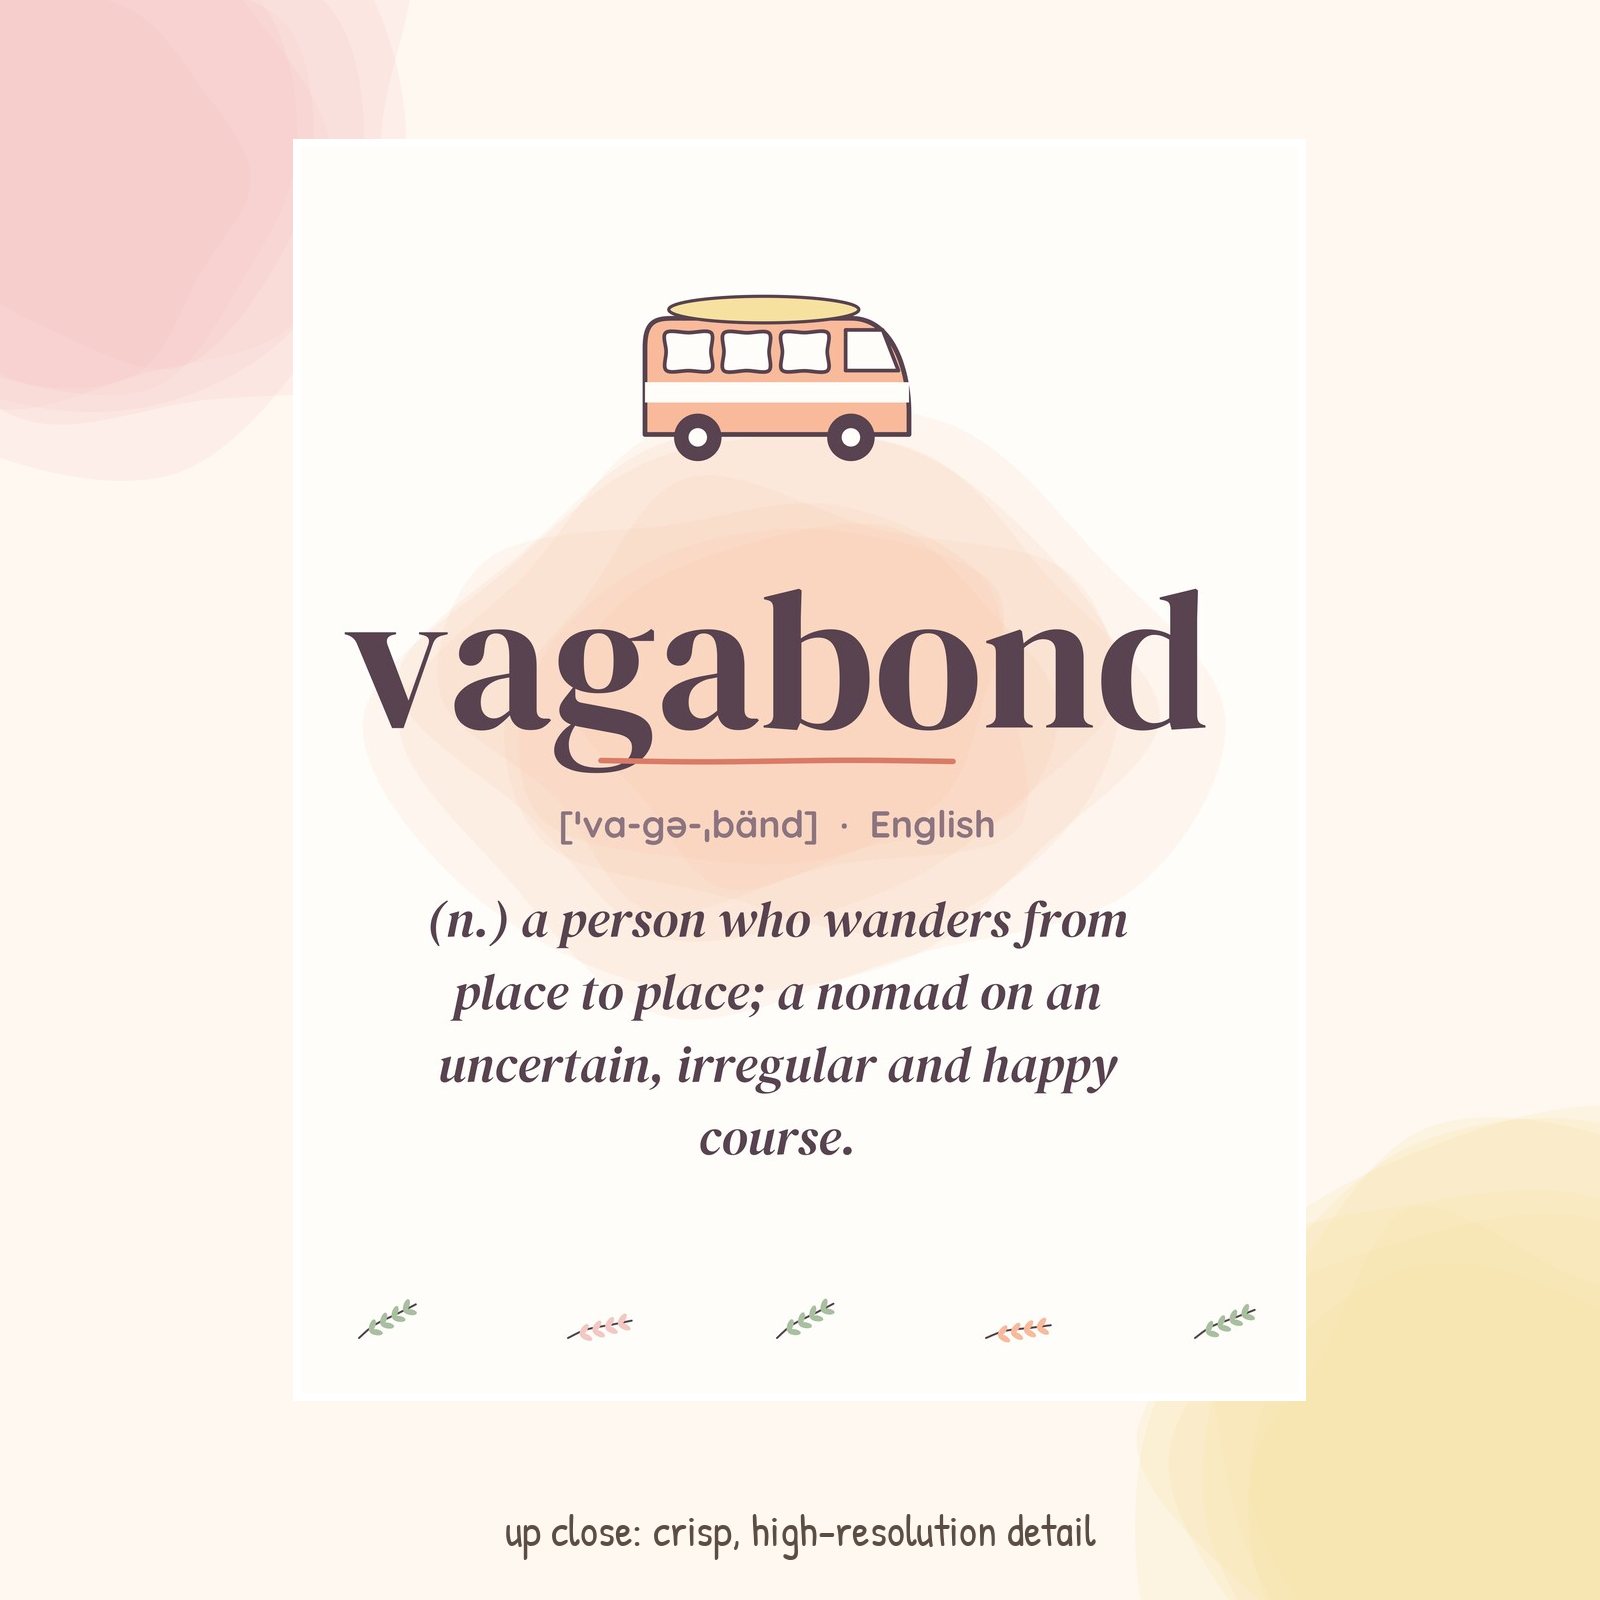 vagabond
[ˈva-gə-ˌbänd] · English
(n.) a person who wanders from
place to place; a nomad on an
uncertain, irregular and happy
course.
up close: crisp, high-resolution detail